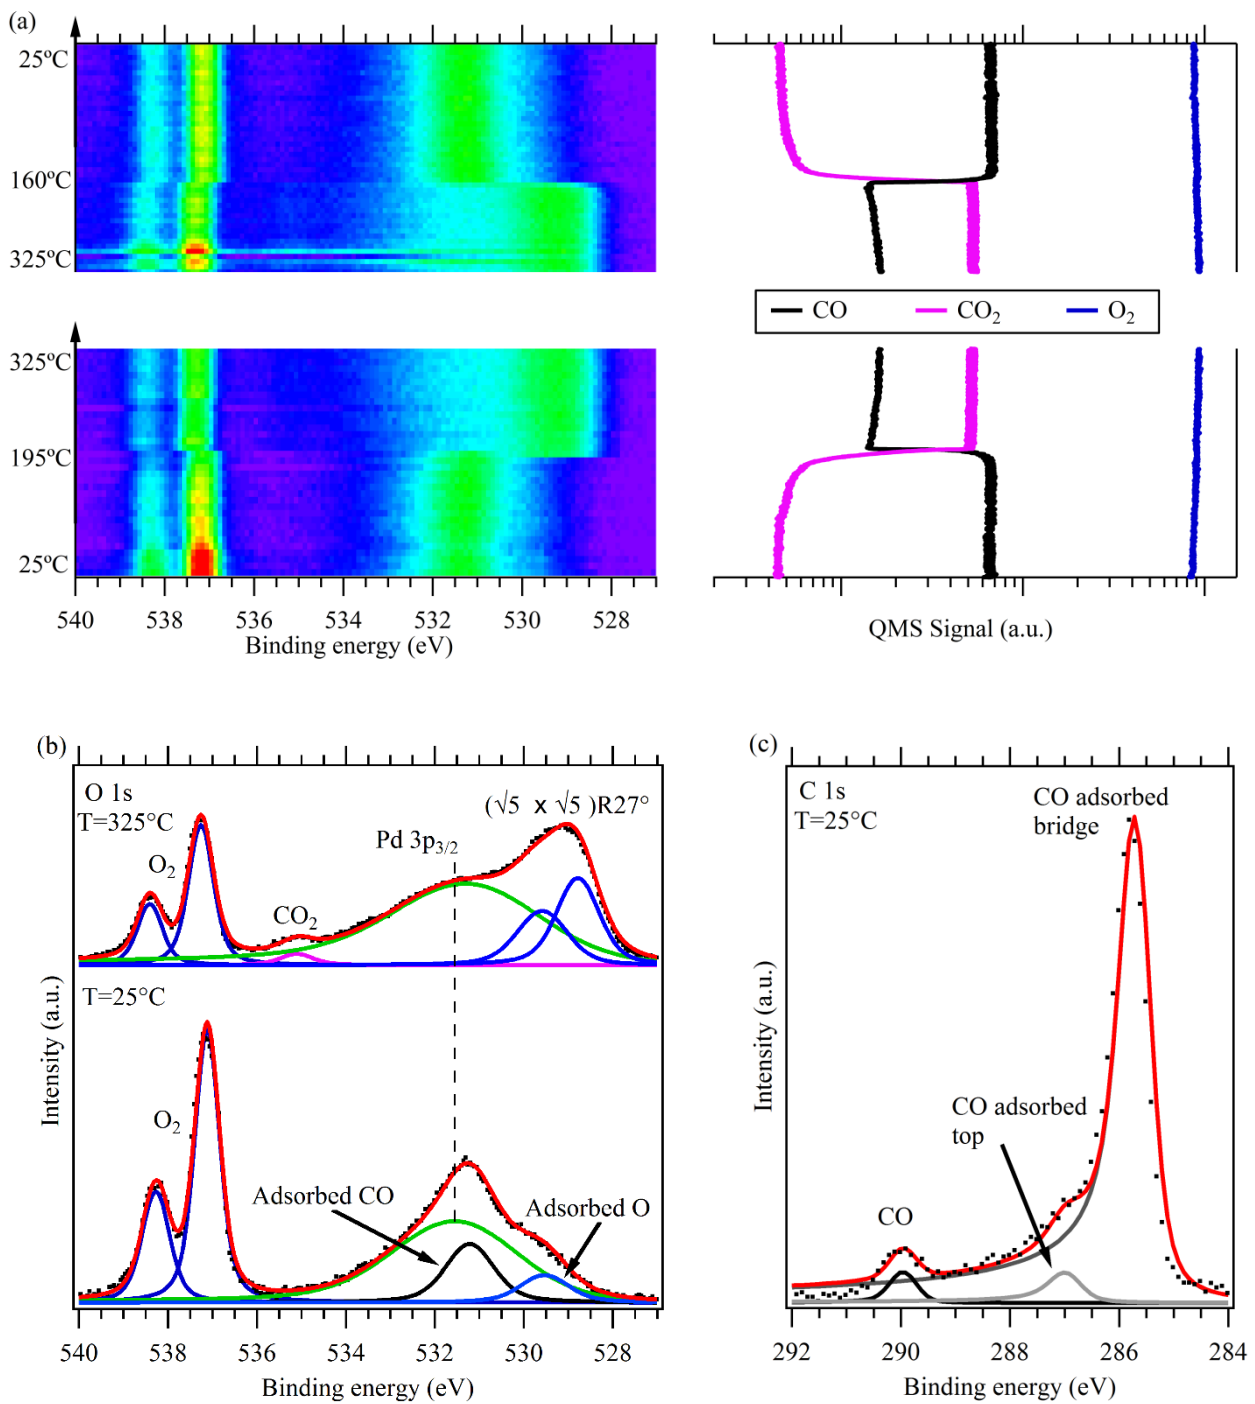 (a)
25ºC
160ºC
325ºC
CO CO₂ O₂
325ºC
195ºC
25ºC
540 538 536 534 532 530 528
Binding energy (eV)
QMS Signal (a.u.)
(b)
O 1s
T=325°C
(√5 x √5 )R27°
Pd 3p₃/₂
O₂
CO₂
T=25°C
O₂
Adsorbed CO
Adsorbed O
Intensity (a.u.)
540 538 536 534 532 530 528
Binding energy (eV)
(c)
C 1s
T=25°C
CO adsorbed
bridge
CO adsorbed
top
CO
Intensity (a.u.)
292 290 288 286 284
Binding energy (eV)